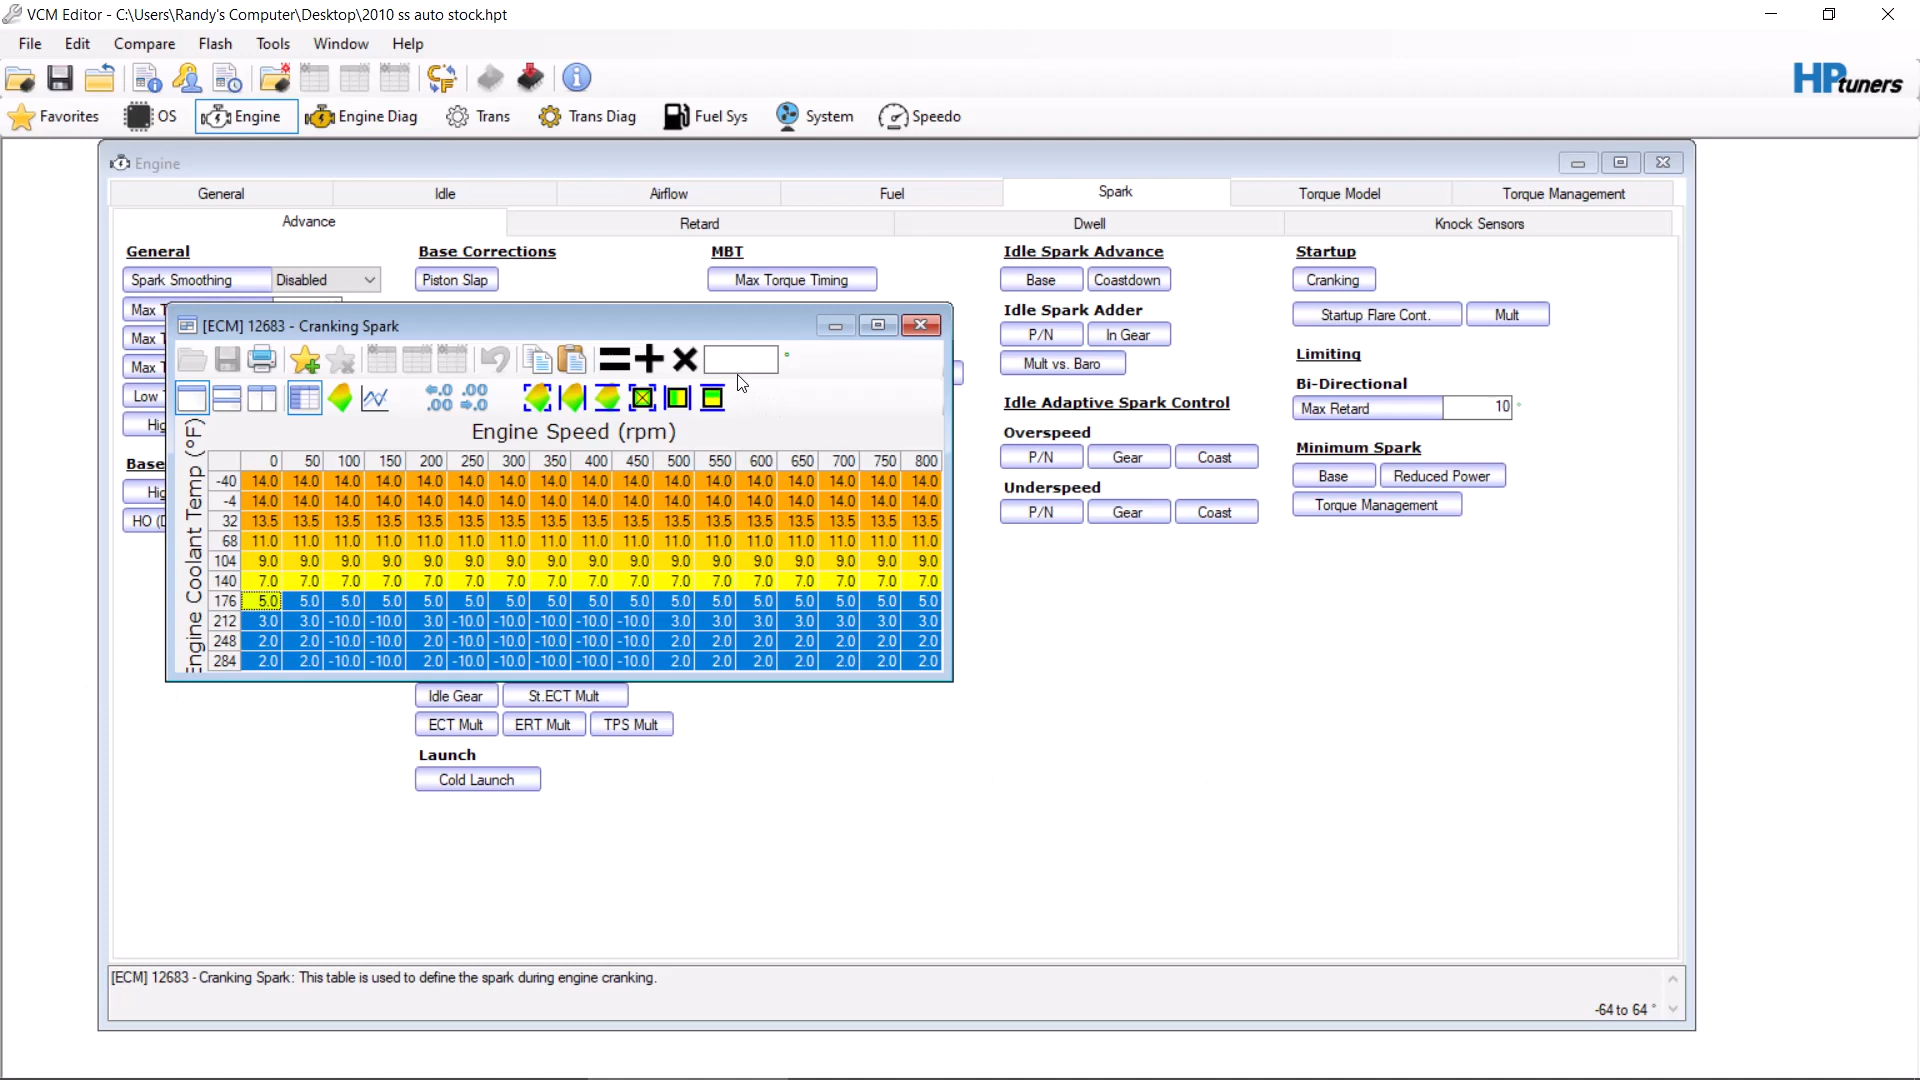 VCM Editor - C:\Users\Randy's Computer\Desktop\2010 ss auto stock.hpt
File Edit Compare Flash Tools Window Help
HPtuners
Favorites OS Engine Engine Diag Trans Trans Diag Fuel Sys System Speedo
Engine
General Idle Airflow Fuel Spark Torque Model Torque Management
Advance Retard Dwell Knock Sensors
General Base Corrections MBT Idle Spark Advance Startup
Spark Smoothing Disabled Piston Slap Max Torque Timing Base Coastdown Cranking
Max
Idle Spark Adder
Startup Flare Cont. Mult
[ECM] 12683 - Cranking Spark
Max
P/N In Gear
Limiting
Max
Mult vs. Baro
Bi-Directional
Low
Idle Adaptive Spark Control
Max Retard 10 °
Overspeed
Engine Speed (rpm)
Engine Coolant Temp (°F)
Minimum Spark
Base
P/N Gear Coast
Base Reduced Power
Underspeed
Torque Management
P/N Gear Coast
HO
0 50 100 150 200 250 300 350 400 450 500 550 600 650 700 750 800
-40 14.0 14.0 14.0 14.0 14.0 14.0 14.0 14.0 14.0 14.0 14.0 14.0 14.0 14.0 14.0 14.0 14.0
-4 14.0 14.0 14.0 14.0 14.0 14.0 14.0 14.0 14.0 14.0 14.0 14.0 14.0 14.0 14.0 14.0 14.0
32 13.5 13.5 13.5 13.5 13.5 13.5 13.5 13.5 13.5 13.5 13.5 13.5 13.5 13.5 13.5 13.5 13.5
68 11.0 11.0 11.0 11.0 11.0 11.0 11.0 11.0 11.0 11.0 11.0 11.0 11.0 11.0 11.0 11.0 11.0
104 9.0 9.0 9.0 9.0 9.0 9.0 9.0 9.0 9.0 9.0 9.0 9.0 9.0 9.0 9.0 9.0 9.0
140 7.0 7.0 7.0 7.0 7.0 7.0 7.0 7.0 7.0 7.0 7.0 7.0 7.0 7.0 7.0 7.0 7.0
176 5.0 5.0 5.0 5.0 5.0 5.0 5.0 5.0 5.0 5.0 5.0 5.0 5.0 5.0 5.0 5.0 5.0
212 3.0 3.0 -10.0 -10.0 3.0 -10.0 -10.0 -10.0 -10.0 -10.0 3.0 3.0 3.0 3.0 3.0 3.0 3.0
248 2.0 2.0 -10.0 -10.0 2.0 -10.0 -10.0 -10.0 -10.0 -10.0 2.0 2.0 2.0 2.0 2.0 2.0 2.0
284 2.0 2.0 -10.0 -10.0 2.0 -10.0 -10.0 -10.0 -10.0 -10.0 2.0 2.0 2.0 2.0 2.0 2.0 2.0
Idle Gear St.ECT Mult
ECT Mult ERT Mult TPS Mult
Launch
Cold Launch
[ECM] 12683 - Cranking Spark: This table is used to define the spark during engine cranking.
-64 to 64 °